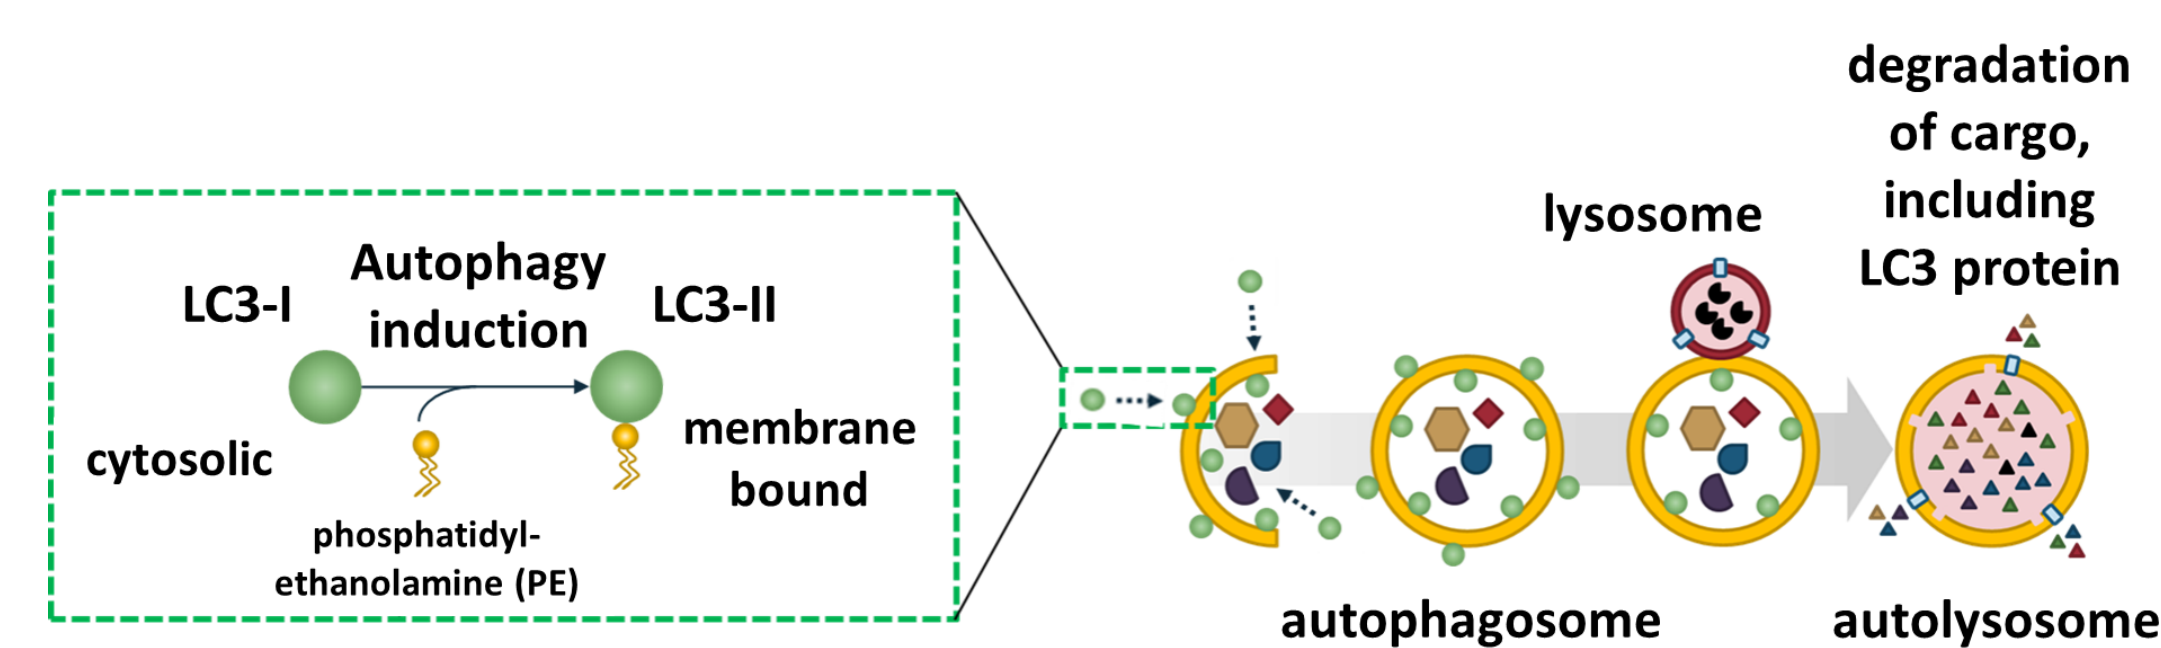 LC3-I
Autophagy
induction
LC3-II
cytosolic
membrane
bound
phosphatidyl-
ethanolamine (PE)
lysosome
degradation
of cargo,
including
LC3 protein
autophagosome
autolysosome